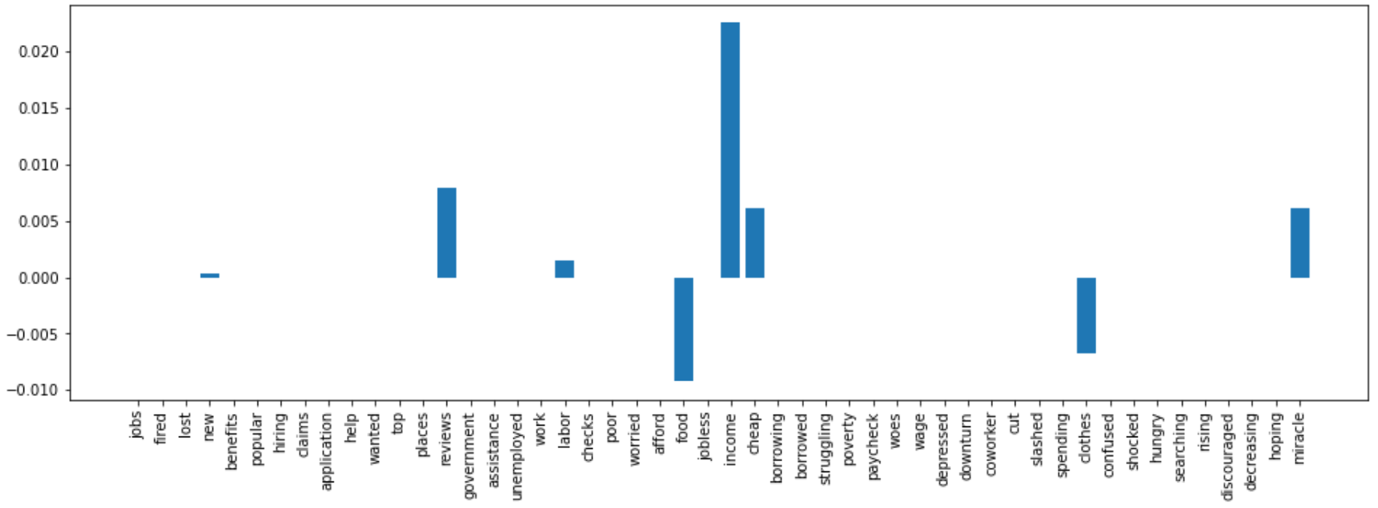 0.020
0.015
0.010
0.005
0.000
−0.005
−0.010
jobs
fired
lost
new
benefits
popular
hiring
claims
application
help
wanted
top
places
reviews
government
assistance
unemployed
work
labor
checks
poor
worried
afford
food
jobless
income
cheap
borrowing
borrowed
struggling
poverty
paycheck
woes
wage
depressed
downturn
coworker
cut
slashed
spending
clothes
confused
shocked
hungry
searching
rising
discouraged
decreasing
hoping
miracle